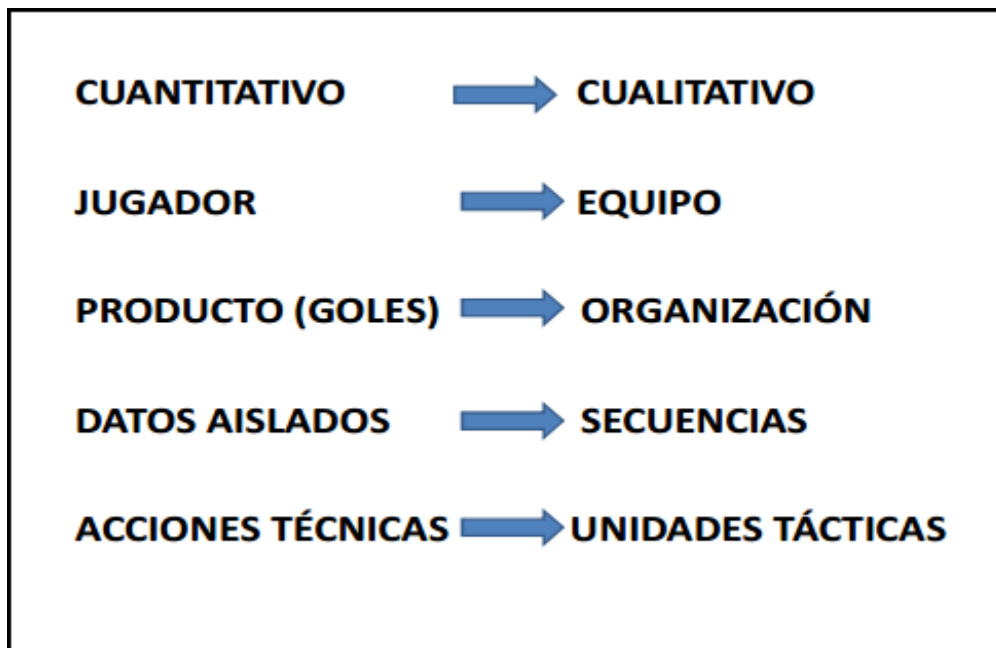 CUANTITATIVO CUALITATIVO
JUGADOR EQUIPO
PRODUCTO (GOLES) ORGANIZACIÓN
DATOS AISLADOS SECUENCIAS
ACCIONES TÉCNICAS UNIDADES TÁCTICAS